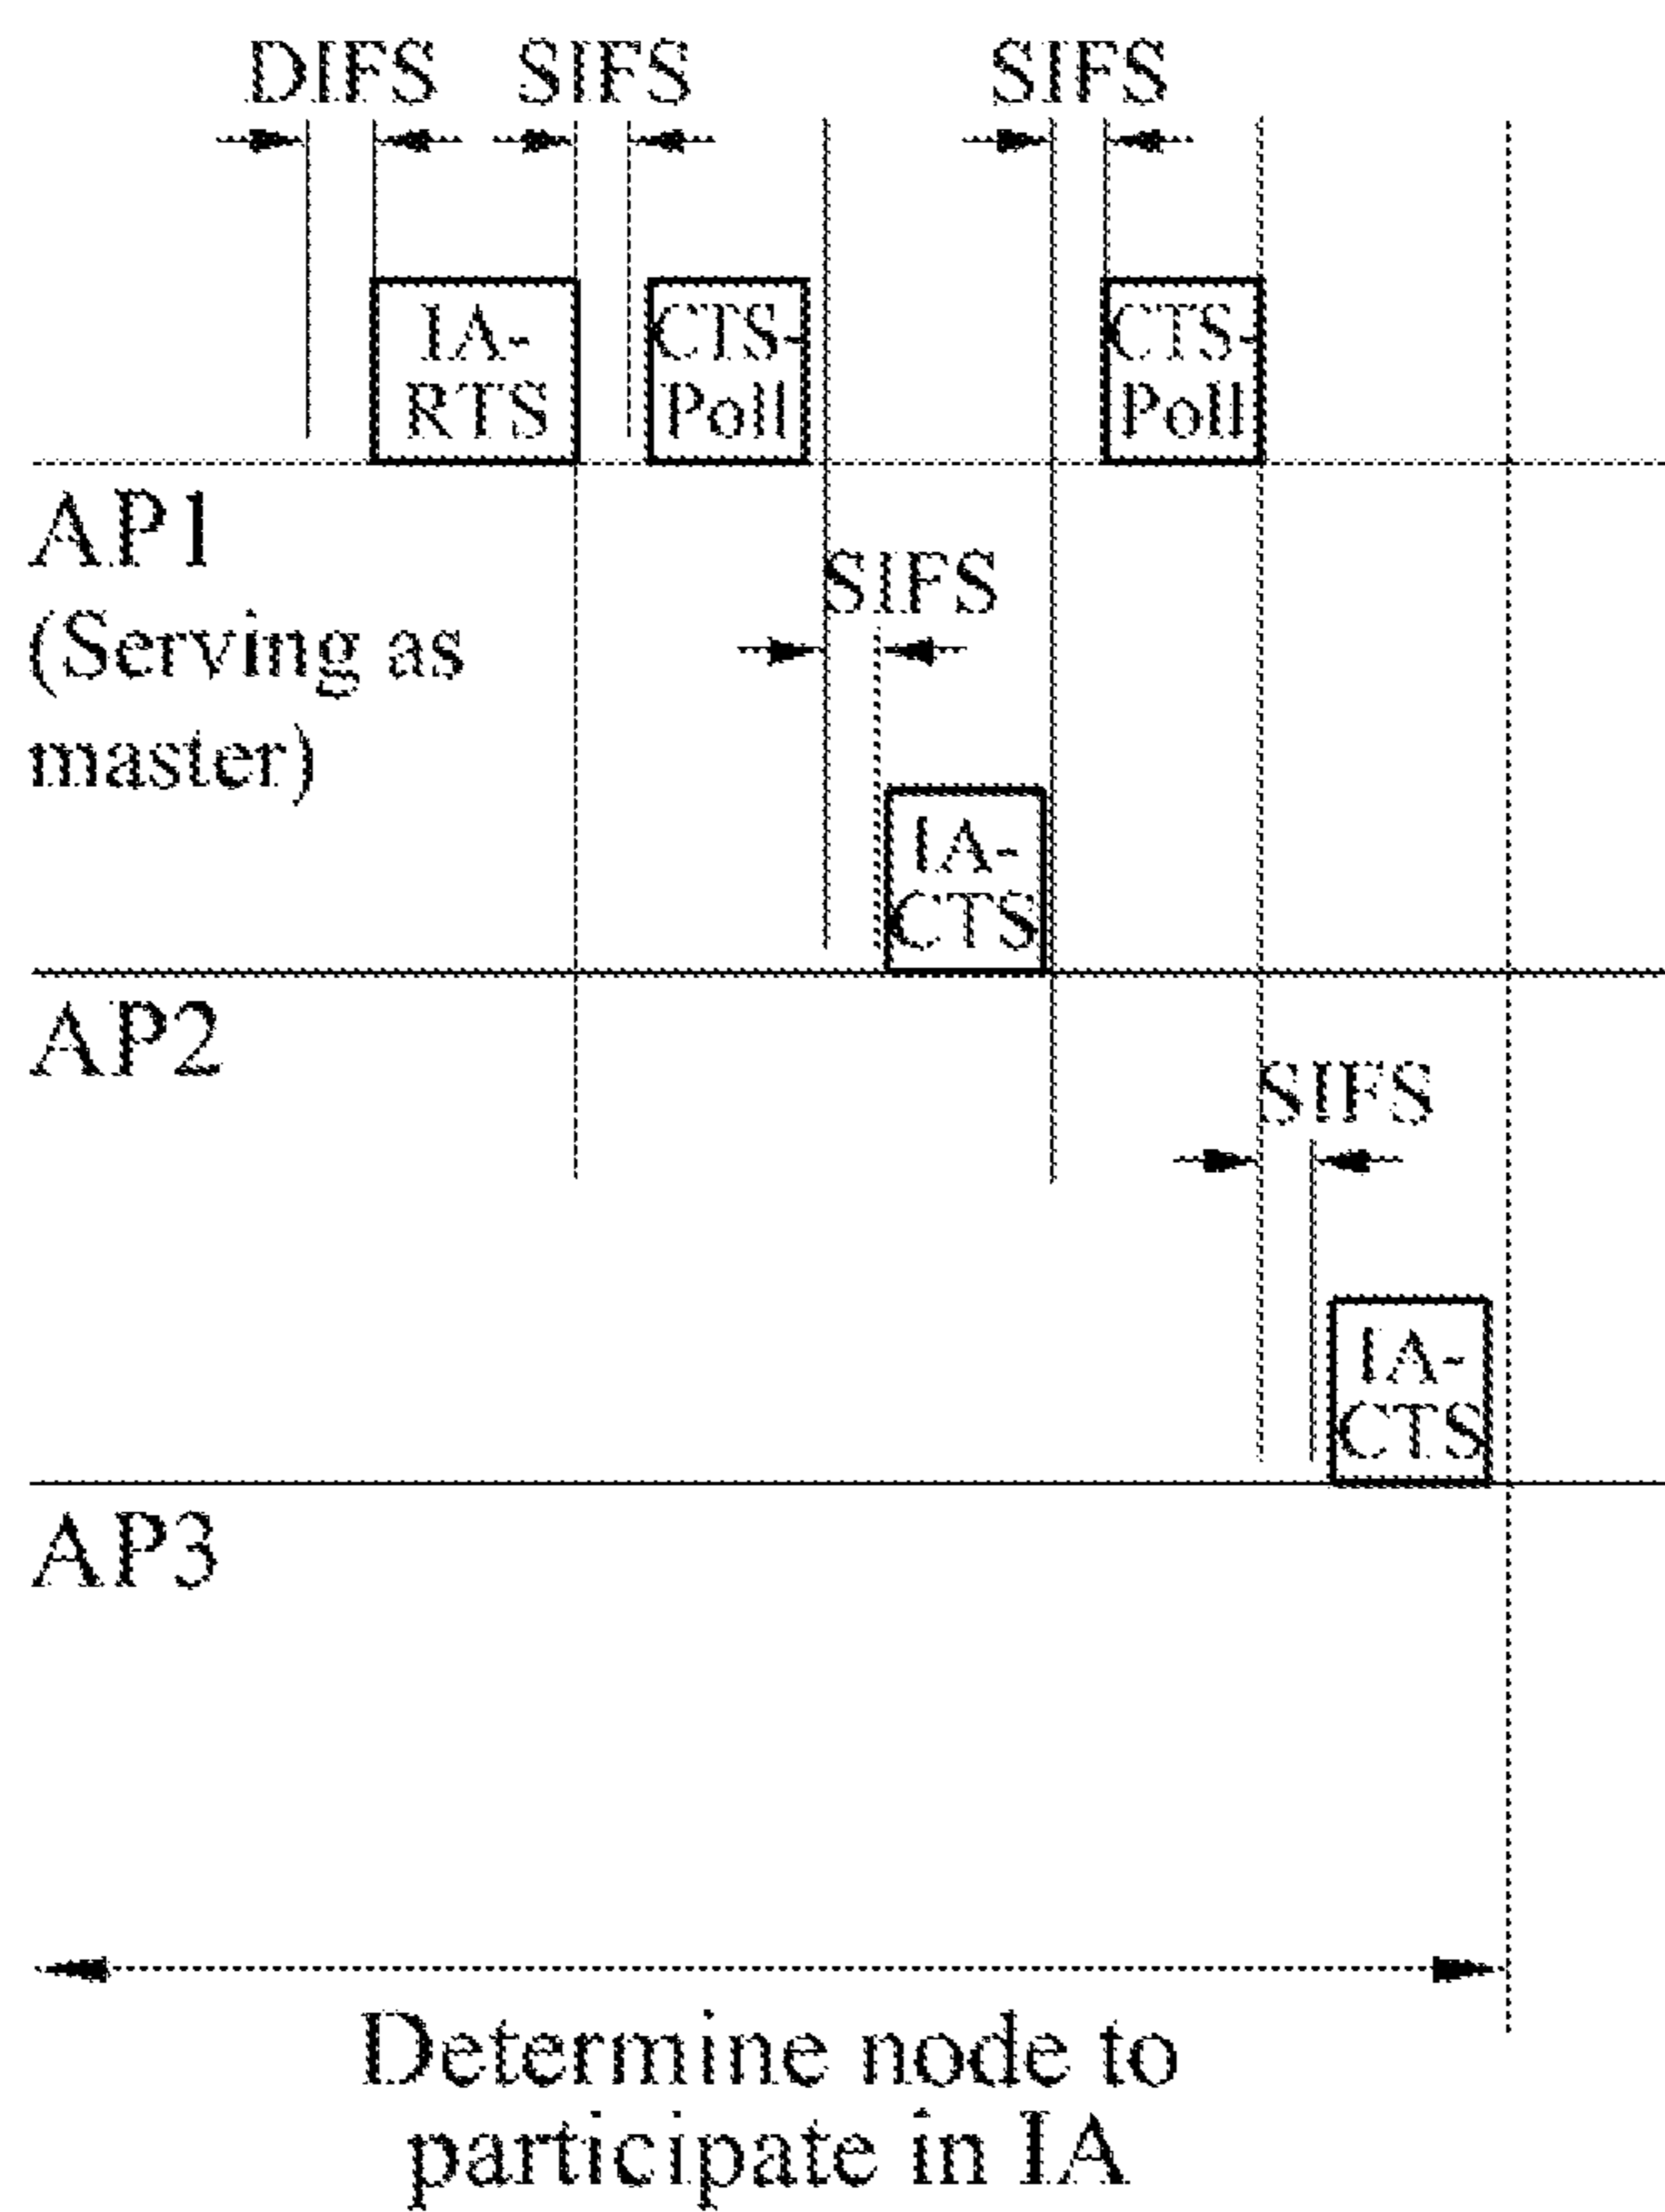 DIFS SIFS SIFS
IA-
RTS
CTS-
Poll
CTS-
Poll
AP1
(Serving as
master)
SIFS
IA-
CTS
AP2
SIFS
IA-
CTS
AP3
Determine node to
participate in IA